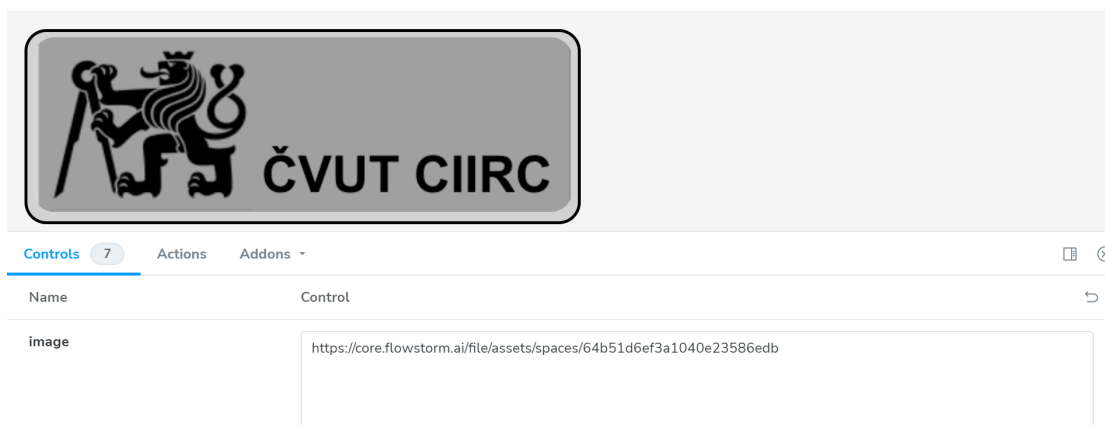 ČVUT CIIRC
Controls 7 Actions Addons
Name Control
image https://core.flowstorm.ai/file/assets/spaces/64b51d6ef3a1040e23586edb